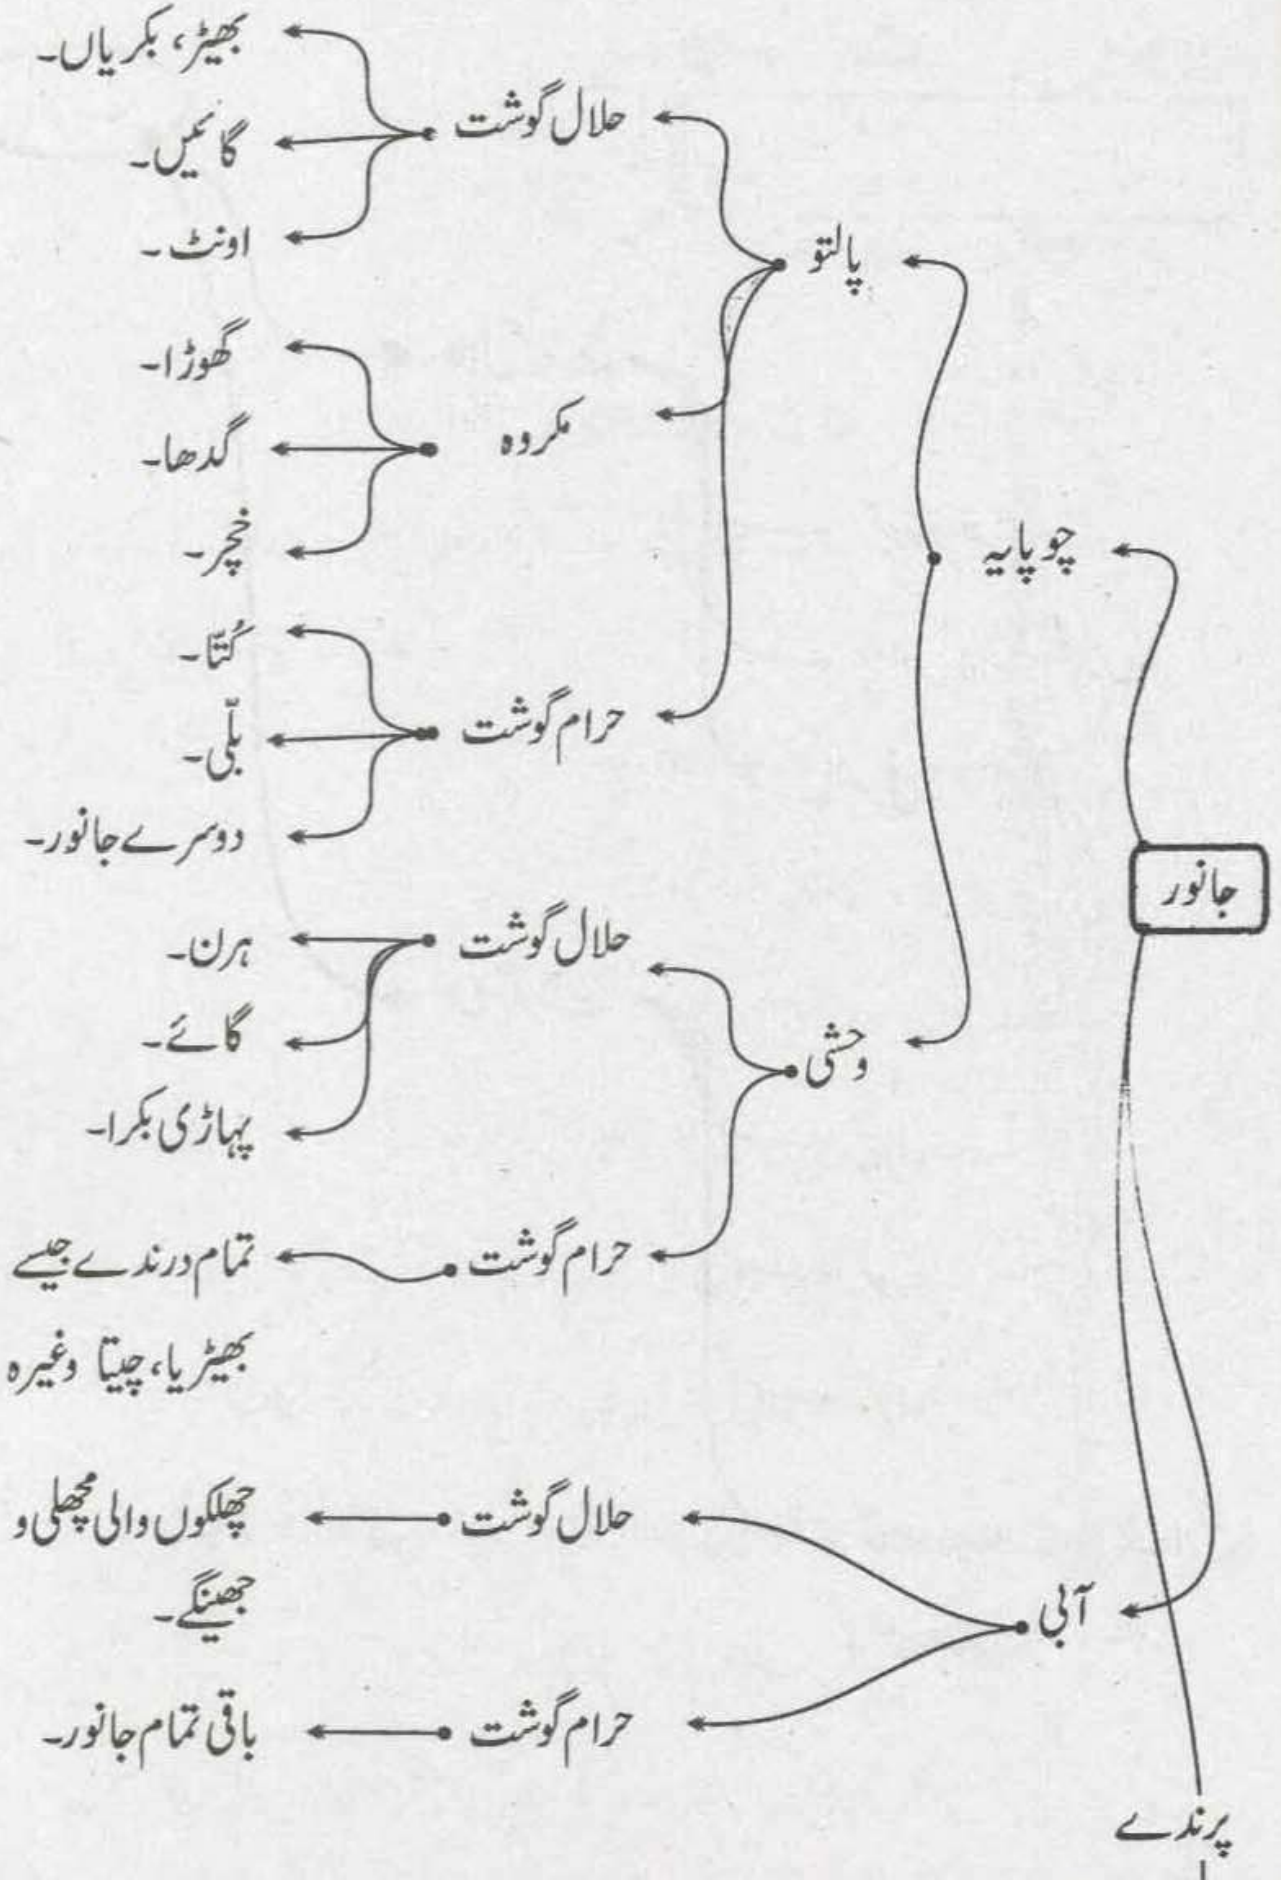 جانور
چوپایہ
پالتو
حلال گوشت
بھیڑ، بکریاں۔
گائیں۔
اونٹ۔
مکروہ
گھوڑا۔
گدھا۔
خچر۔
حرام گوشت
کُتّا۔
بلّی۔
دوسرے جانور۔
وحشی
حلال گوشت
ہرن۔
گائے۔
پہاڑی بکرا۔
حرام گوشت
تمام درندے جیسے
بھیڑیا، چیتا وغیرہ
آبی
حلال گوشت
چھلکوں والی مچھلی و
جھینگے۔
حرام گوشت
باقی تمام جانور۔
پرندے